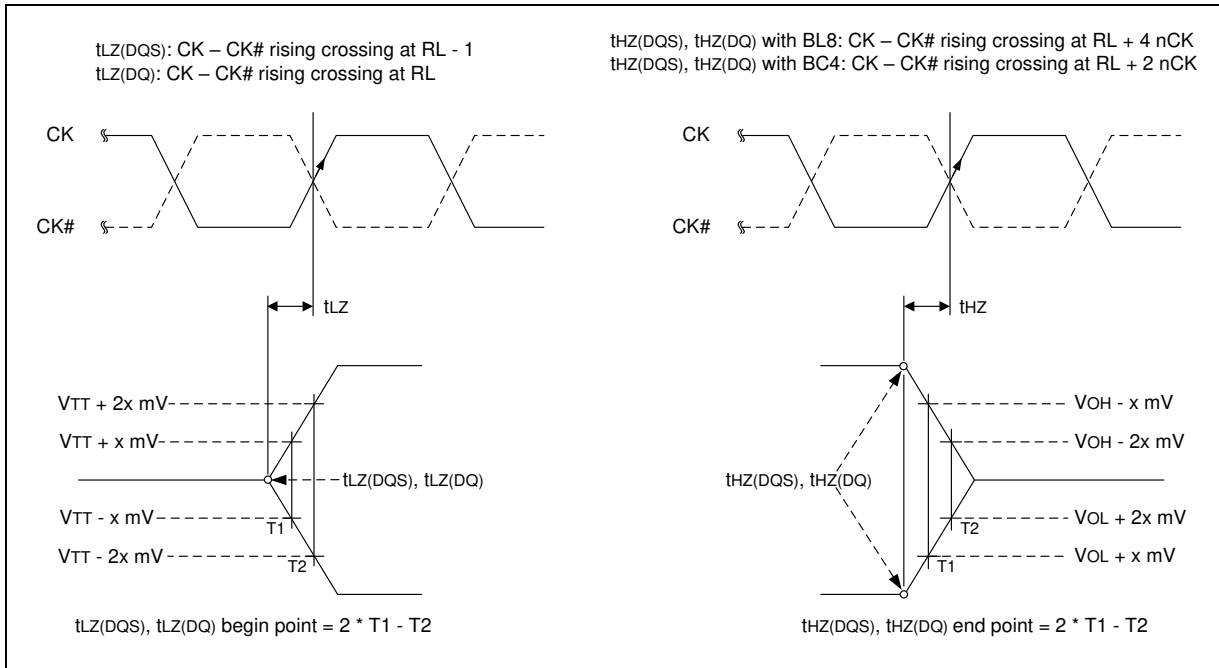 tLZ(DQS): CK – CK# rising crossing at RL - 1
tLZ(DQ): CK – CK# rising crossing at RL
CK
CK#
tLZ
VTT + 2x mV
VTT + x mV
tLZ(DQS), tLZ(DQ)
VTT - x mV
T1
VTT - 2x mV
T2
tLZ(DQS), tLZ(DQ) begin point = 2 * T1 - T2
tHZ(DQS), tHZ(DQ) with BL8: CK – CK# rising crossing at RL + 4 nCK
tHZ(DQS), tHZ(DQ) with BC4: CK – CK# rising crossing at RL + 2 nCK
CK
CK#
tHZ
VOH - x mV
VOH - 2x mV
tHZ(DQS), tHZ(DQ)
VOL + 2x mV
T2
VOL + x mV
T1
tHZ(DQS), tHZ(DQ) end point = 2 * T1 - T2